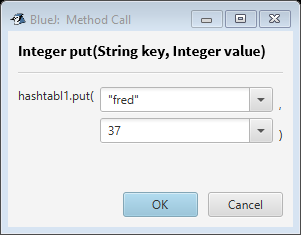 BlueJ: Method Call
Integer put(String key, Integer value)
hashtabl1.put( "fred" ,
37 )
OK Cancel